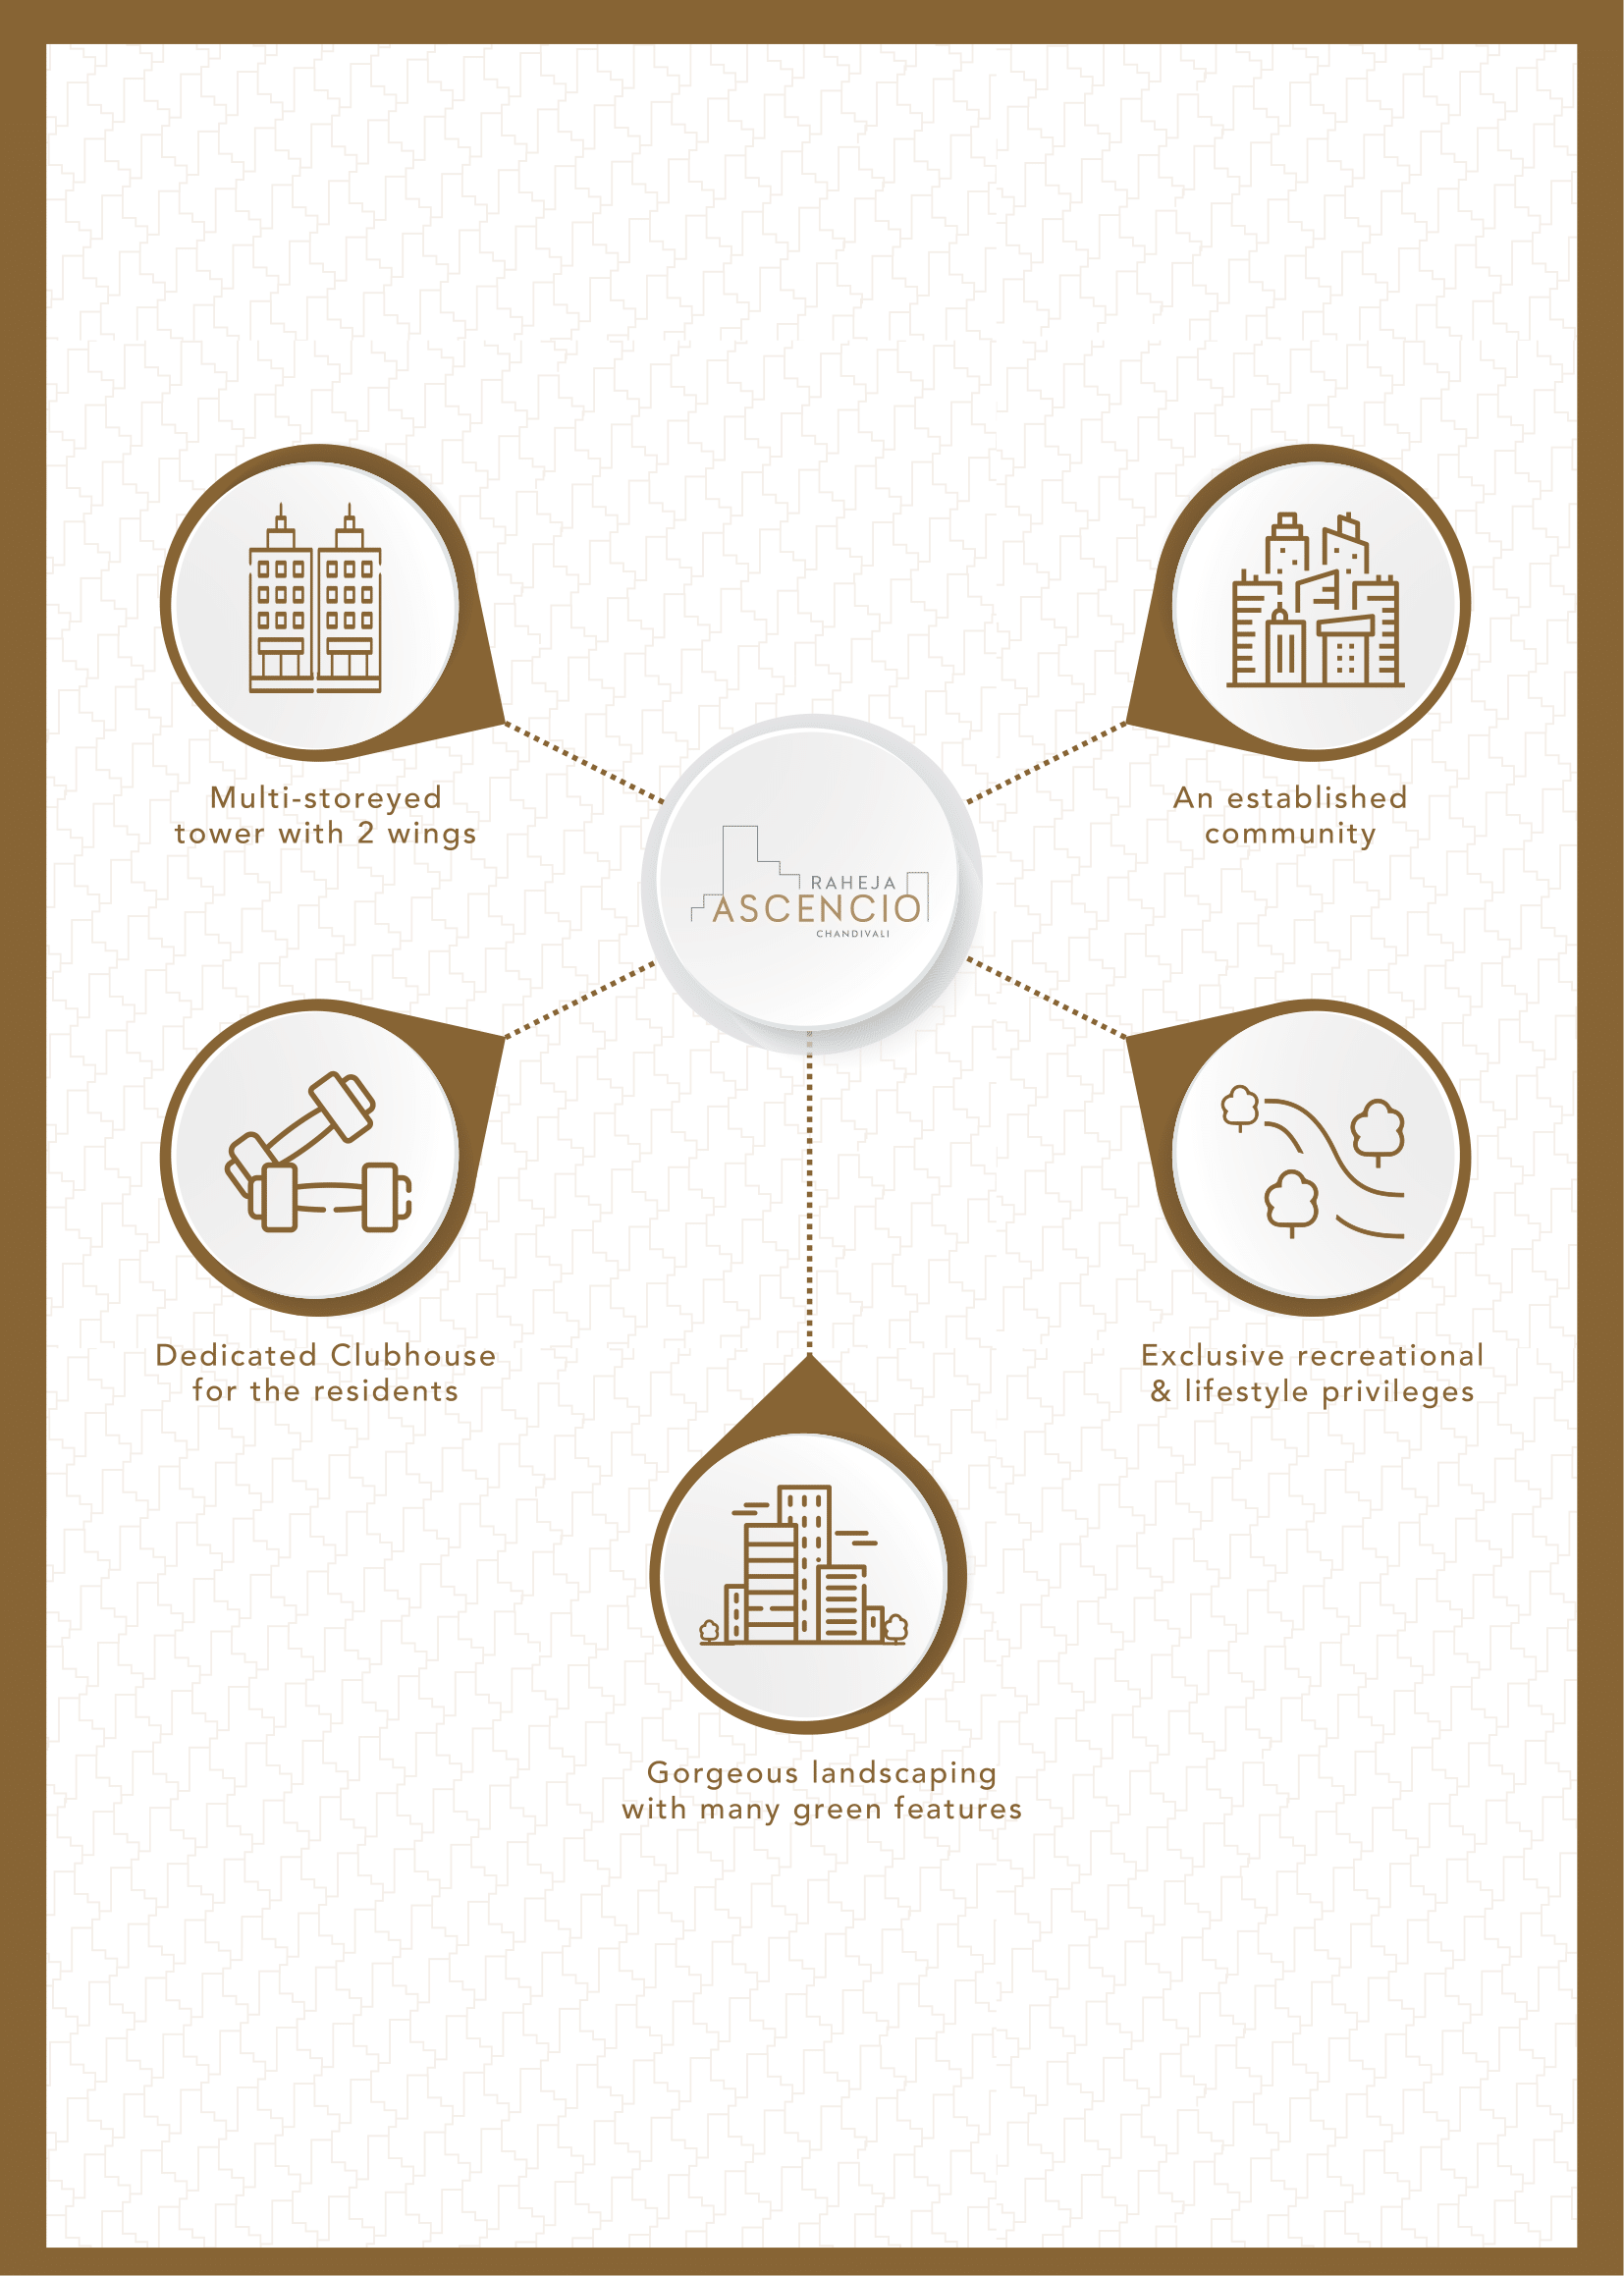 Multi-storeyed
tower with 2 wings
An established
community
RAHEJA
ASCENCIO
CHANDIVALI
Dedicated Clubhouse
for the residents
Exclusive recreational
& lifestyle privileges
Gorgeous landscaping
with many green features